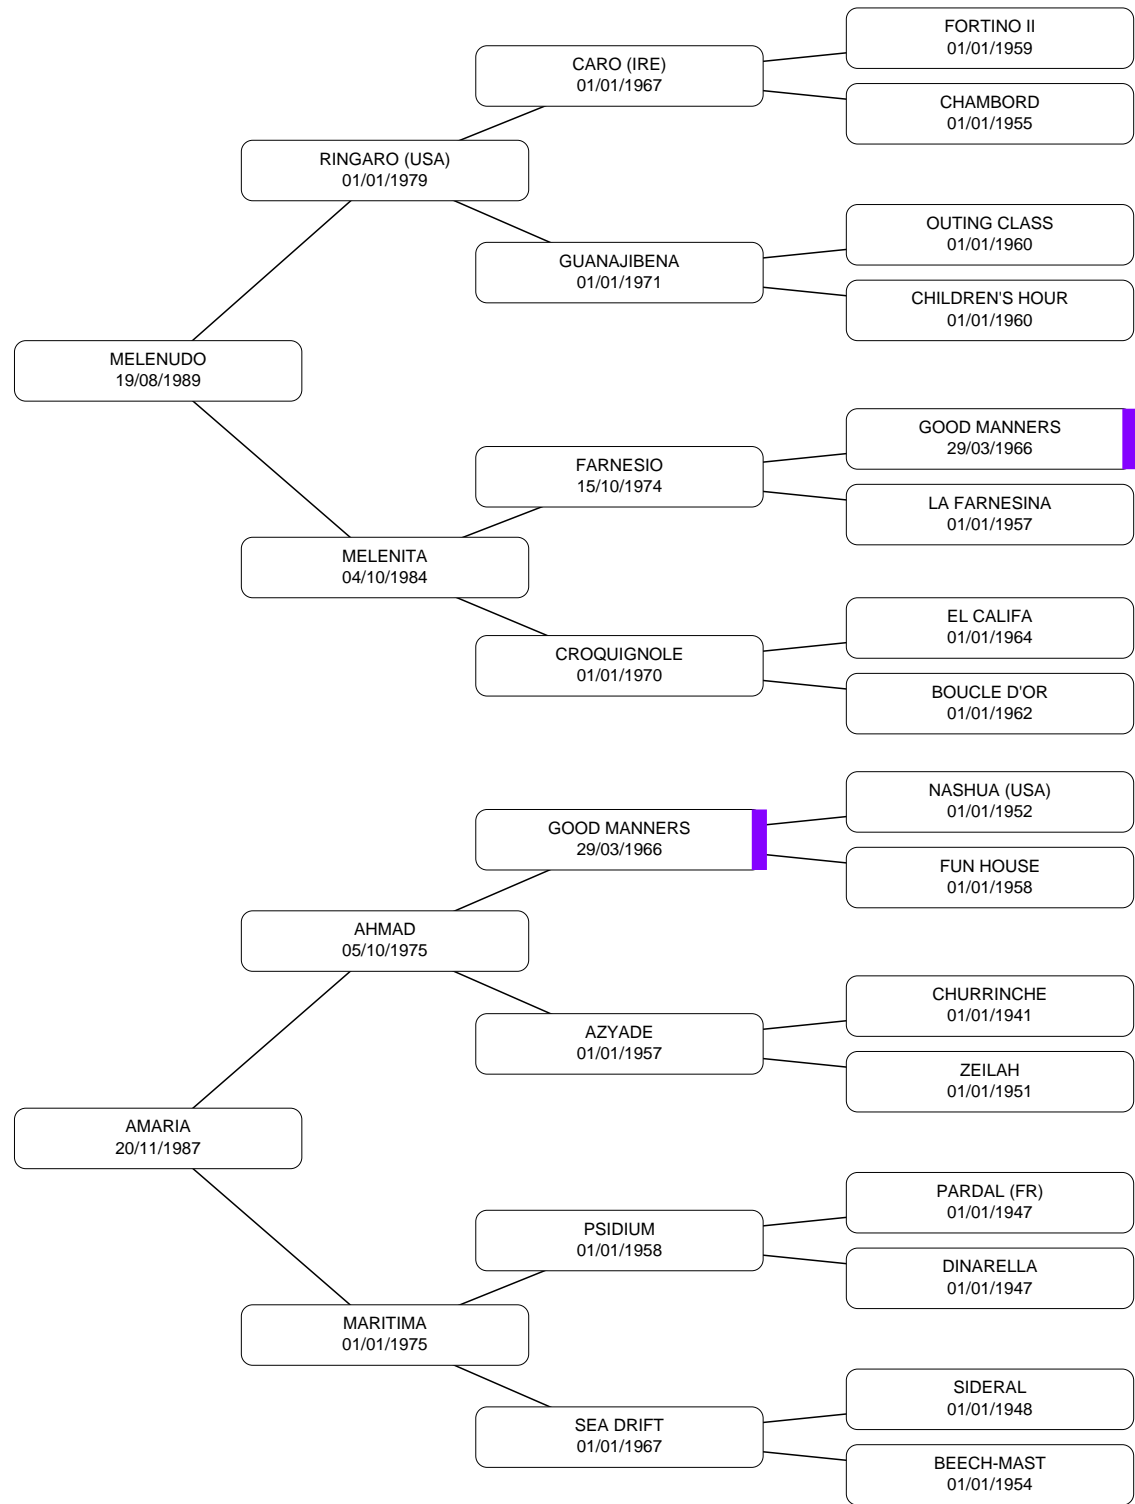 FORTINO II
01/01/1959
CARO (IRE)
01/01/1967
CHAMBORD
01/01/1955
RINGARO (USA)
01/01/1979
OUTING CLASS
01/01/1960
GUANAJIBENA
01/01/1971
CHILDREN'S HOUR
01/01/1960
MELENUDO
19/08/1989
GOOD MANNERS
29/03/1966
FARNESIO
15/10/1974
LA FARNESINA
01/01/1957
MELENITA
04/10/1984
EL CALIFA
01/01/1964
CROQUIGNOLE
01/01/1970
BOUCLE D'OR
01/01/1962
NASHUA (USA)
01/01/1952
GOOD MANNERS
29/03/1966
FUN HOUSE
01/01/1958
AHMAD
05/10/1975
CHURRINCHE
01/01/1941
AZYADE
01/01/1957
ZEILAH
01/01/1951
AMARIA
20/11/1987
PARDAL (FR)
01/01/1947
PSIDIUM
01/01/1958
DINARELLA
01/01/1947
MARITIMA
01/01/1975
SIDERAL
01/01/1948
SEA DRIFT
01/01/1967
BEECH-MAST
01/01/1954